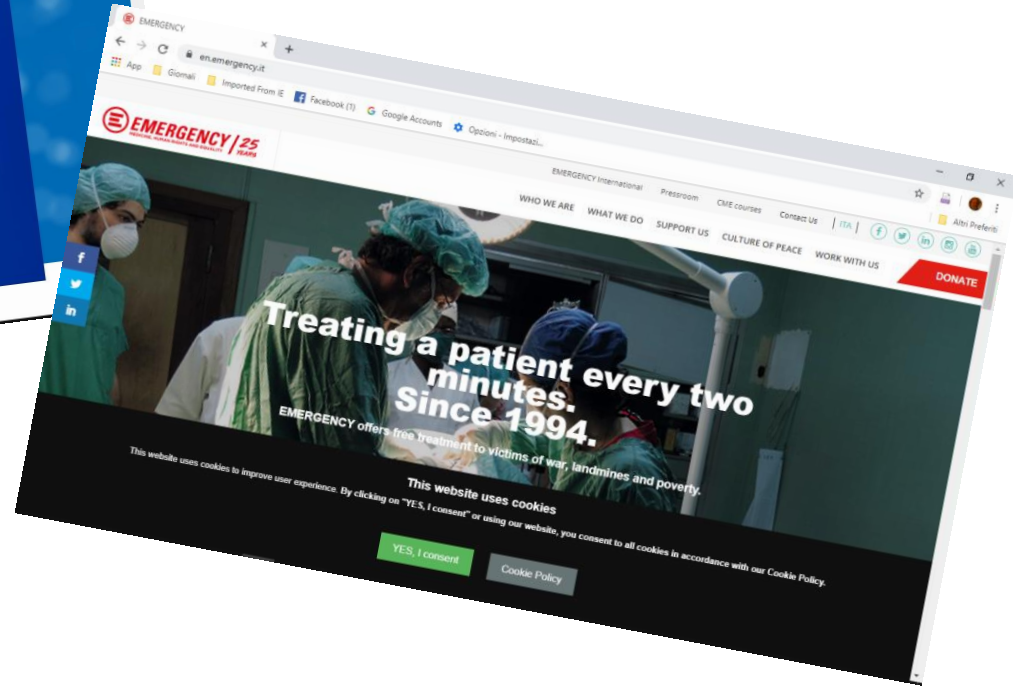 EMERGENCY
en.emergency.it
App Giornali Imported From IE Facebook (1) Google Accounts Opzioni - Impostazi...
Altri Preferiti
EMERGENCY 25 YEARS
EMERGENCY International Pressroom CME courses Contact Us | ITA |
WHO WE ARE WHAT WE DO SUPPORT US CULTURE OF PEACE WORK WITH US DONATE
Treating a patient every two
minutes.
Since 1994.
EMERGENCY offers free treatment to victims of war, landmines and poverty.
This website uses cookies
This website uses cookies to improve user experience. By clicking on "YES, I consent" or using our website, you consent to all cookies in accordance with our Cookie Policy.
YES, I consent Cookie Policy